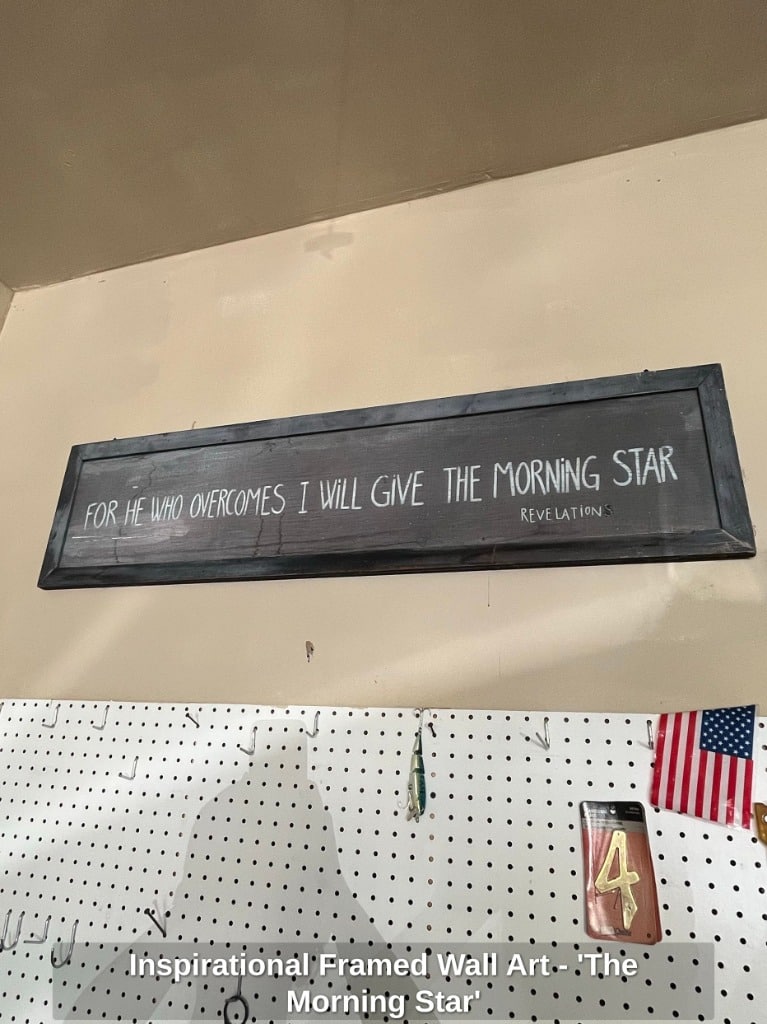 FOR HE WHO OVERCOMES I WiLL GiVE THE MORNiNG STAR
REVELATIONS
4
Inspirational Framed Wall Art - 'The
Morning Star'